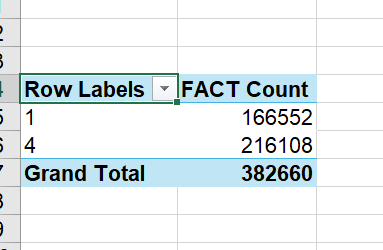 Row Labels FACT Count
1 166552
4 216108
Grand Total 382660